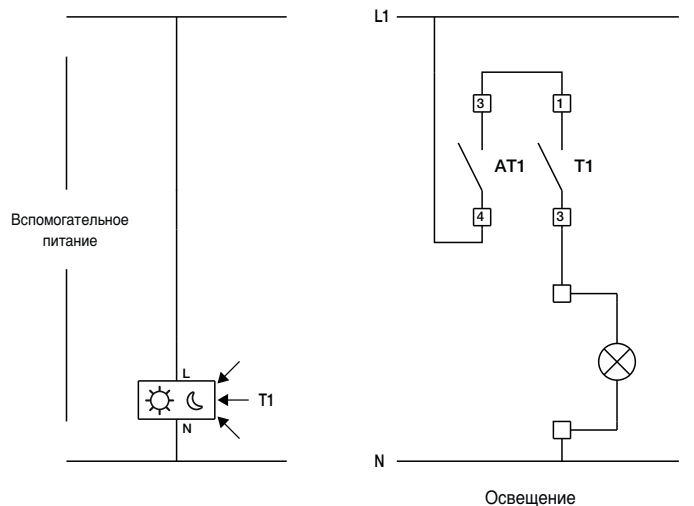 L1
3
1
AT1
T1
Вспомогательное
питание
4
3
L
T1
N
N
Освещение